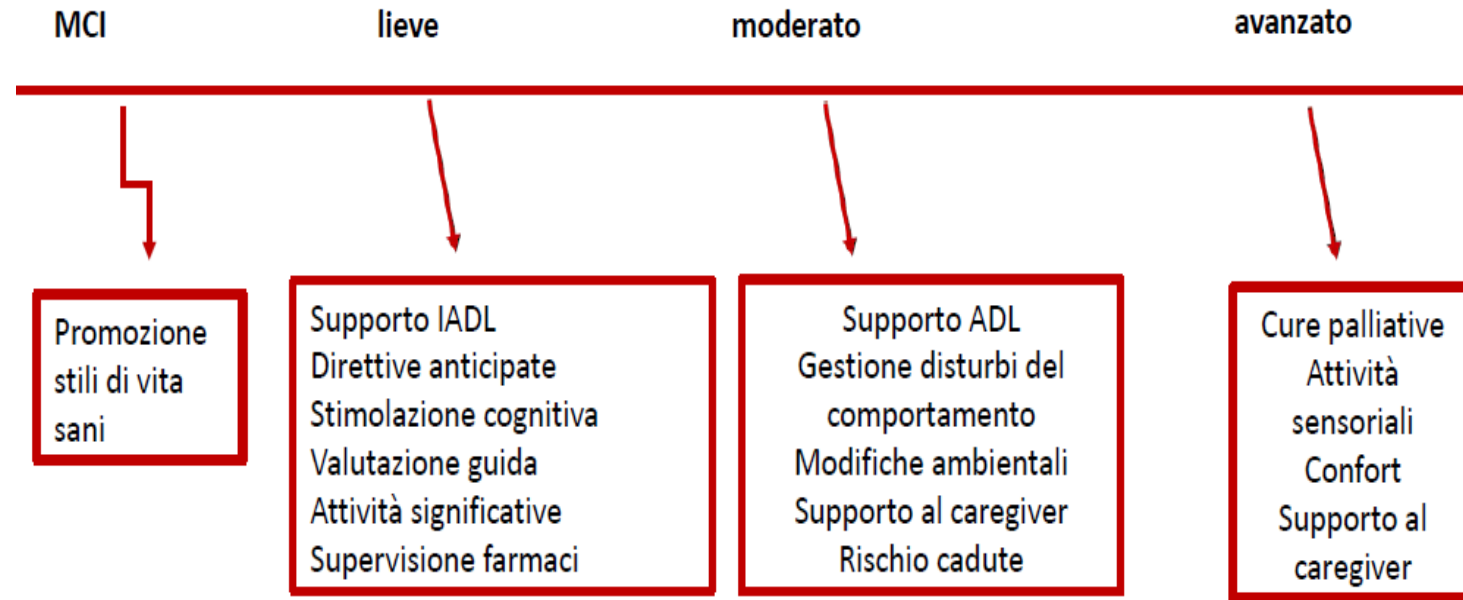 MCI
lieve
moderato
avanzato
Promozione
stili di vita
sani
Supporto IADL
Direttive anticipate
Stimolazione cognitiva
Valutazione guida
Attività significative
Supervisione farmaci
Supporto ADL
Gestione disturbi del
comportamento
Modifiche ambientali
Supporto al caregiver
Rischio cadute
Cure palliative
Attività
sensoriali
Confort
Supporto al
caregiver